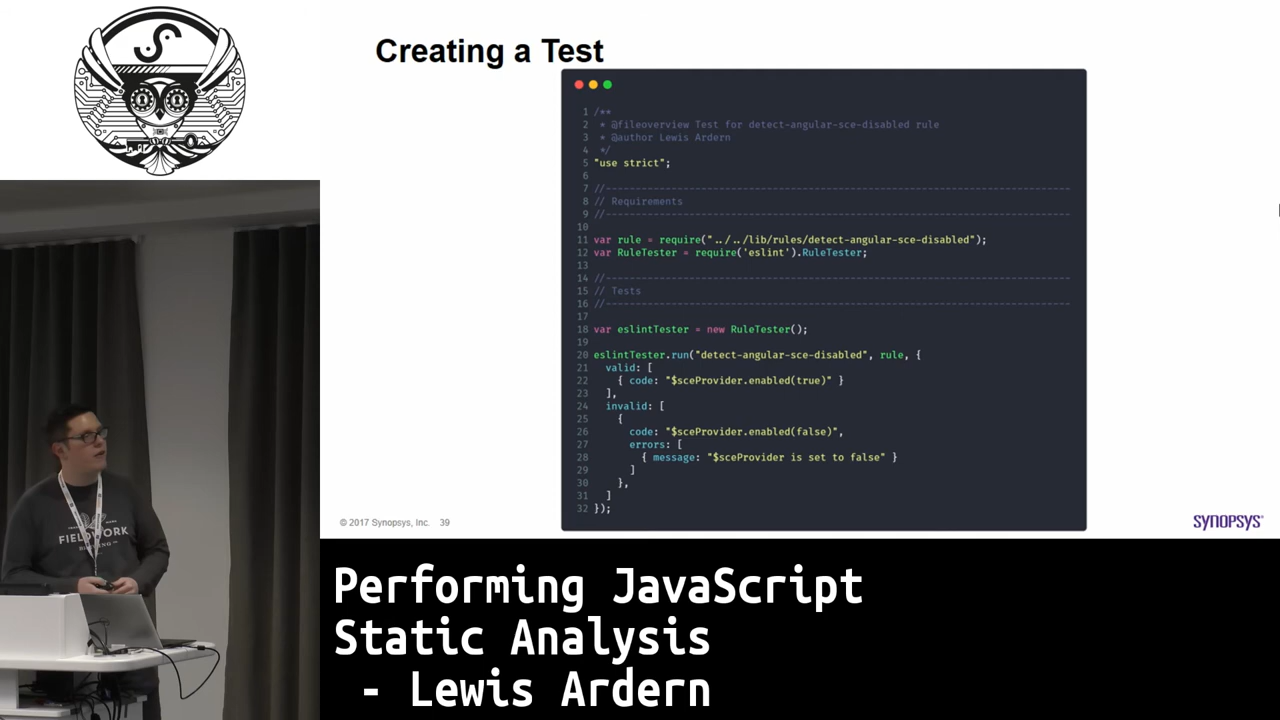 Creating a Test
1 /**
2 * @fileoverview Test for detect-angular-sce-disabled rule
3 * @author Lewis Ardern
4 */
5 "use strict";
6
7 //------------------------------------------------------------------------------
8 // Requirements
9 //------------------------------------------------------------------------------
10
11 var rule = require("../../lib/rules/detect-angular-sce-disabled");
12 var RuleTester = require('eslint').RuleTester;
13
14 //------------------------------------------------------------------------------
15 // Tests
16 //------------------------------------------------------------------------------
17
18 var eslintTester = new RuleTester();
19
20 eslintTester.run("detect-angular-sce-disabled", rule, {
21 valid: [
22 { code: "$sceProvider.enabled(true)" }
23 ],
24 invalid: [
25 {
26 code: "$sceProvider.enabled(false)",
27 errors: [
28 { message: "$sceProvider is set to false" }
29 ]
30 },
31 ]
32 });
© 2017 Synopsys, Inc. 39
SYNOPSYS®
FIELDWORK
Performing JavaScript
Static Analysis
- Lewis Ardern